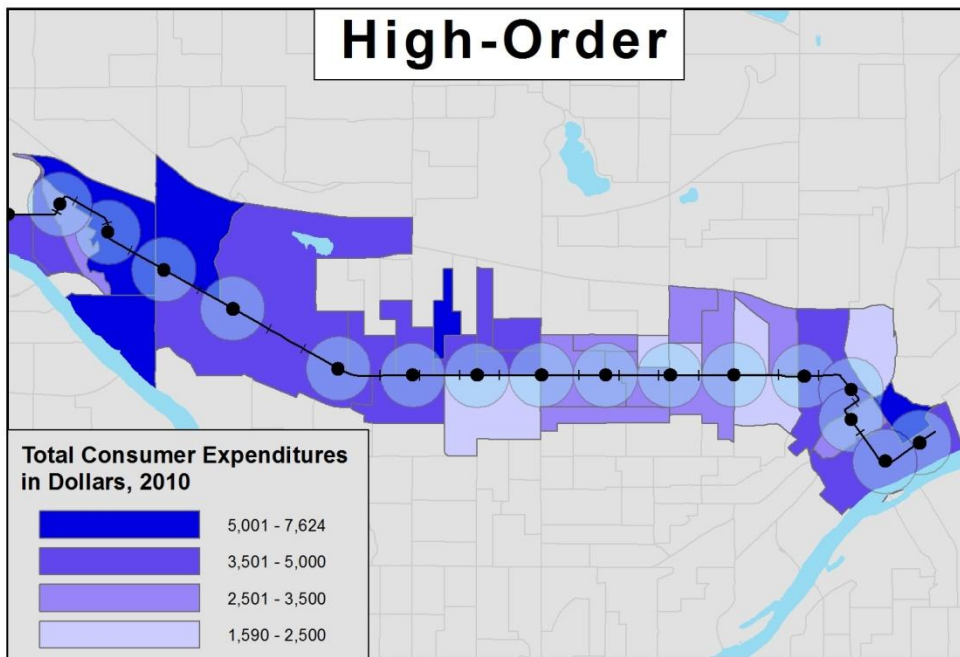 High-Order
Total Consumer Expenditures
in Dollars, 2010
5,001 - 7,624
3,501 - 5,000
2,501 - 3,500
1,590 - 2,500